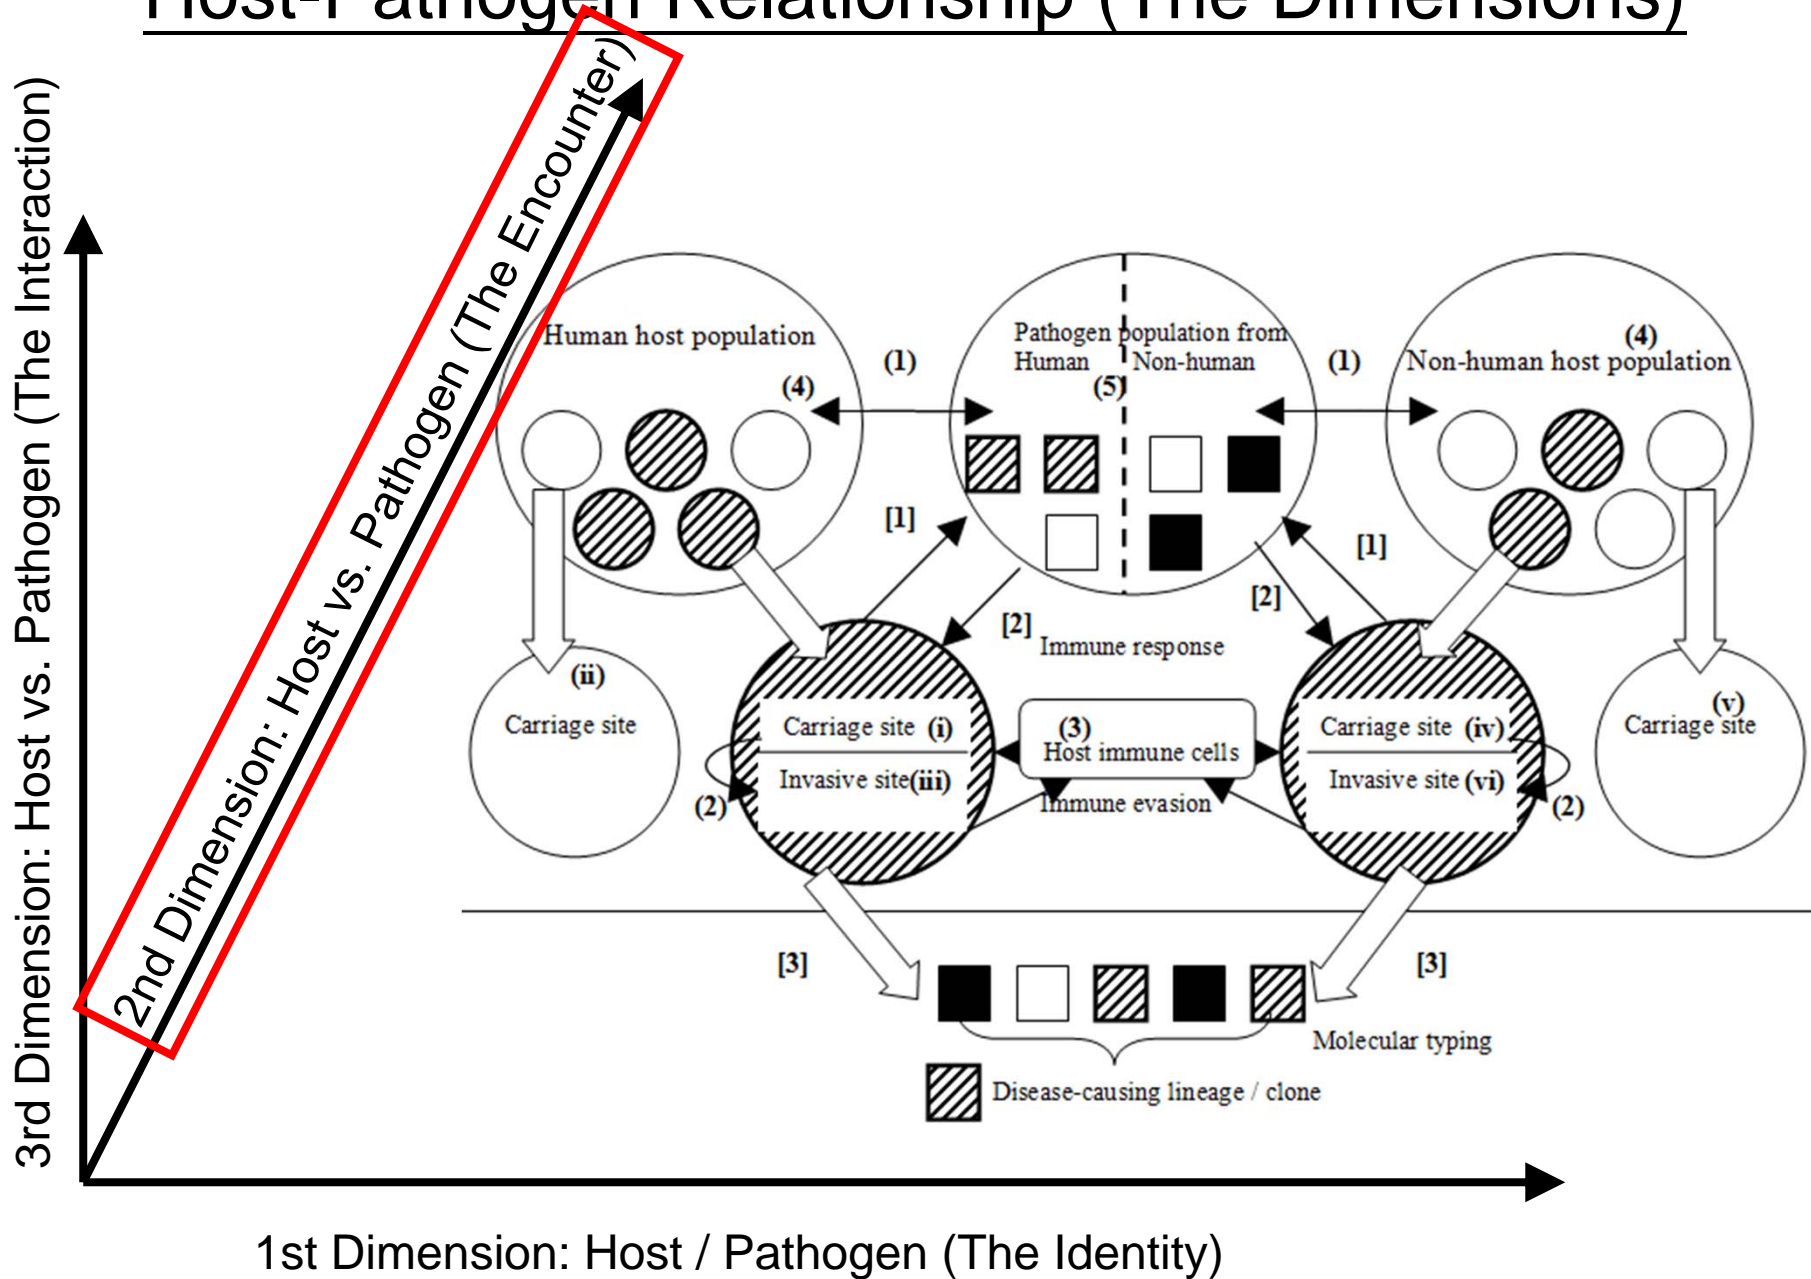 Host-Pathogen Relationship (The Dimensions)
3rd Dimension: Host vs. Pathogen (The Interaction)
2nd Dimension: Host vs. Pathogen (The Encounter)
Human host population
(4)
(1)
Pathogen population from
Human Non-human
(5)
(1)
(4)
Non-human host population
[1]
[2]
[2]
[1]
Immune response
(ii)
Carriage site
Carriage site (i)
Invasive site(iii)
(2)
(3)
Host immune cells
Immune evasion
Carriage site (iv)
Invasive site (vi)
(2)
(v)
Carriage site
[3]
[3]
Molecular typing
Disease-causing lineage / clone
1st Dimension: Host / Pathogen (The Identity)